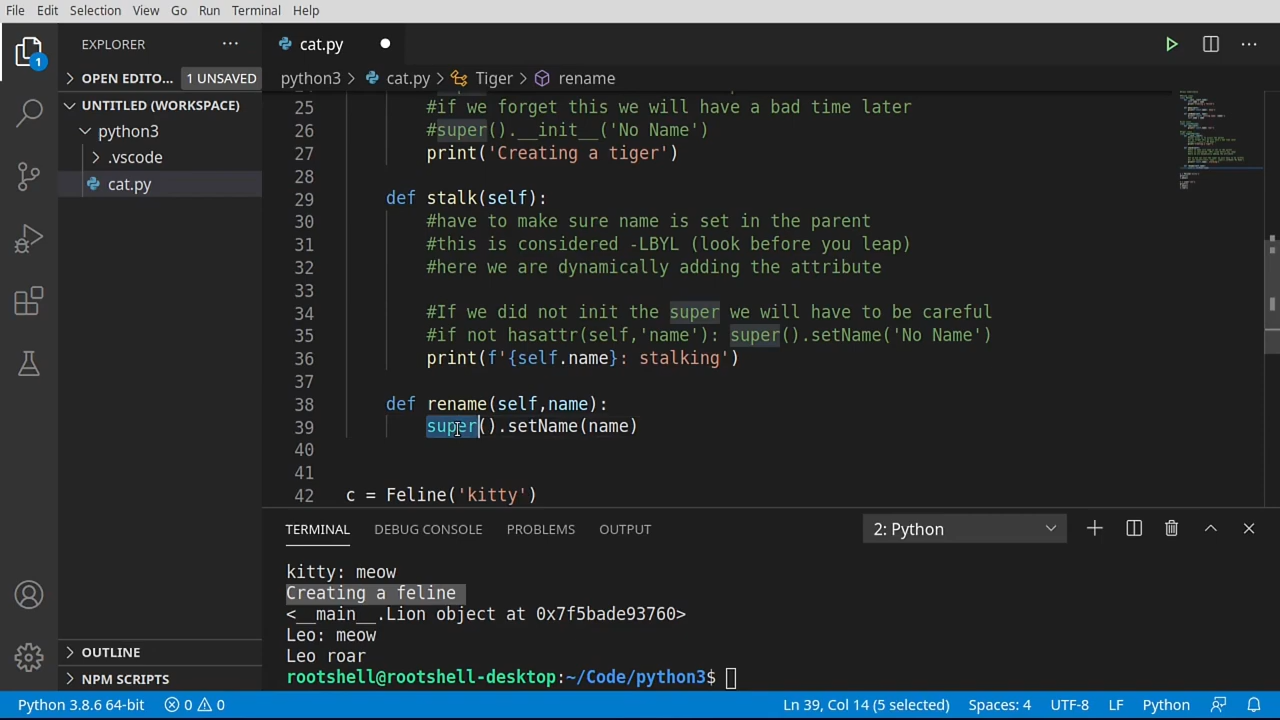 File Edit Selection View Go Run Terminal Help
EXPLORER
cat.py
OPEN EDITO... 1 UNSAVED
python3 cat.py Tiger rename
UNTITLED (WORKSPACE)
python3
.vscode
cat.py
25 #if we forget this we will have a bad time later
26 #super().__init__('No Name')
27 print('Creating a tiger')
28
29 def stalk(self):
30 #have to make sure name is set in the parent
31 #this is considered -LBYL (look before you leap)
32 #here we are dynamically adding the attribute
33
34 #If we did not init the super we will have to be careful
35 #if not hasattr(self,'name'): super().setName('No Name')
36 print(f'{self.name}: stalking')
37
38 def rename(self,name):
39 super().setName(name)
40
41
42 c = Feline('kitty')
1
TERMINAL DEBUG CONSOLE PROBLEMS OUTPUT 2: Python
kitty: meow
Creating a feline
<__main__.Lion object at 0x7f5bade93760>
Leo: meow
Leo roar
rootshell@rootshell-desktop:~/Code/python3$
OUTLINE
NPM SCRIPTS
Python 3.8.6 64-bit 0 0 Ln 39, Col 14 (5 selected) Spaces: 4 UTF-8 LF Python